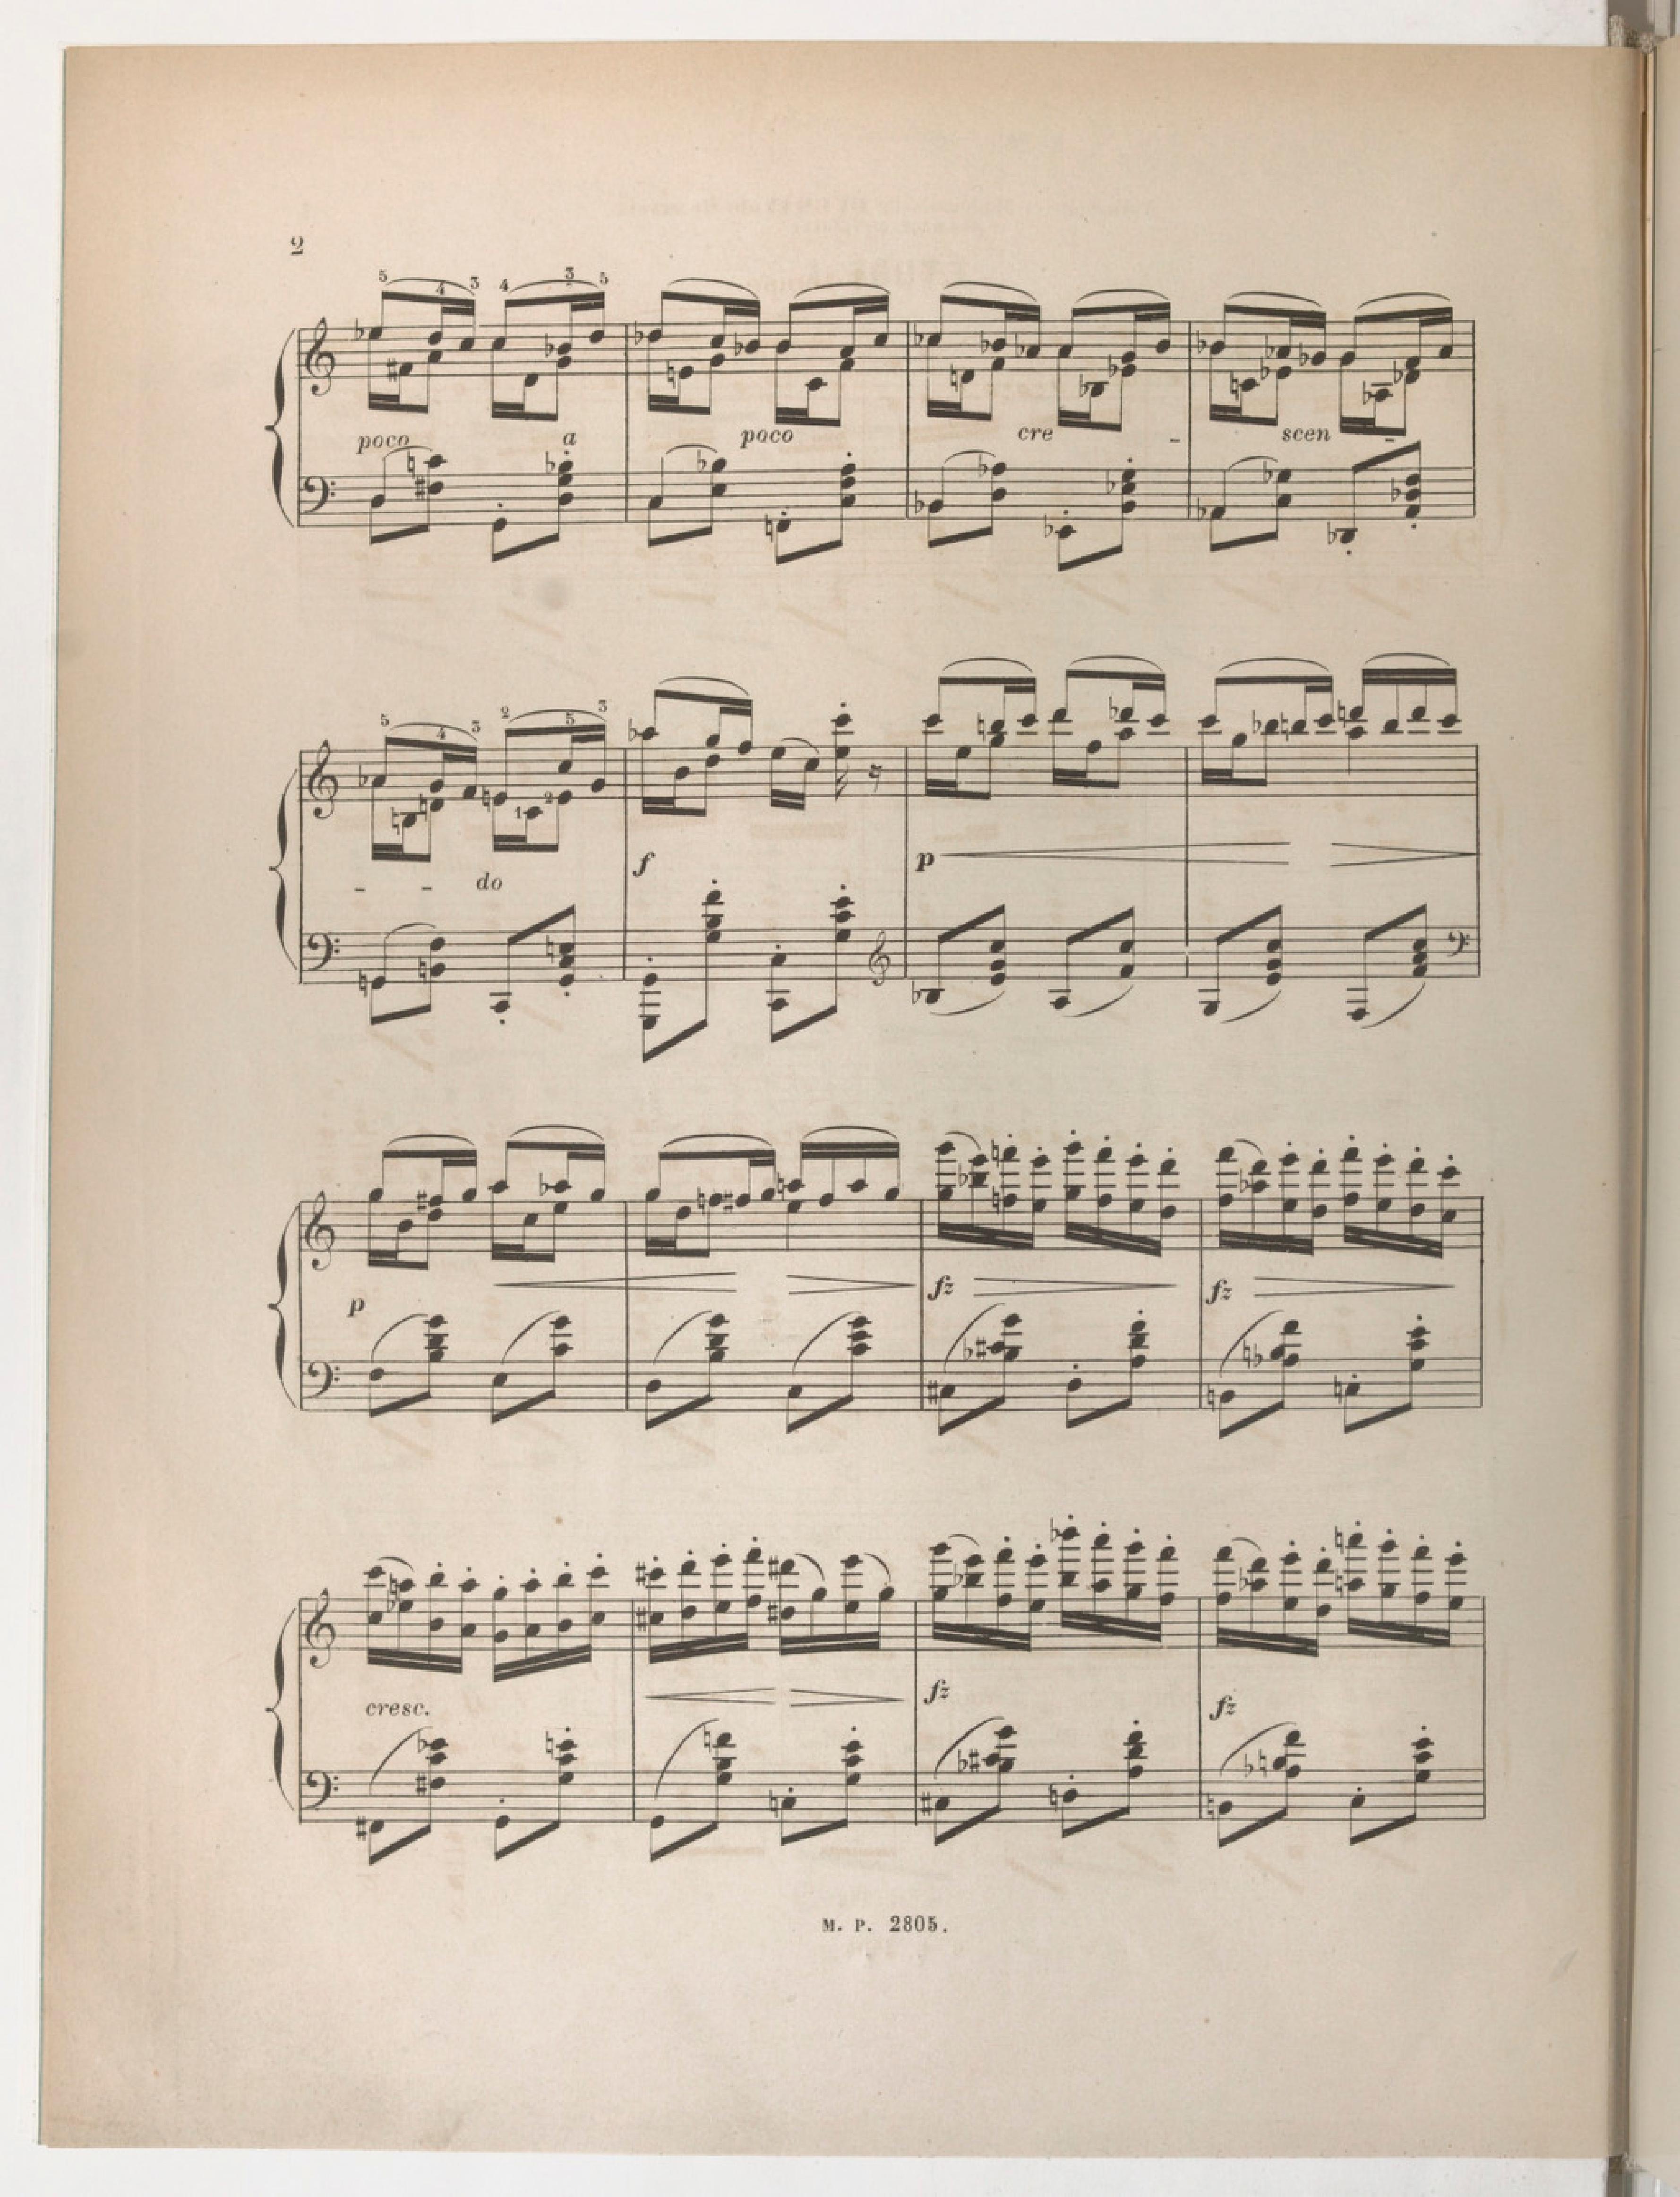 2
5 4 3 4 3 5
poco a poco cre - scen -
5 4 3 2 5 3
1 2
- - do f p
p fz fz
cresc. fz fz
M. P. 2805.